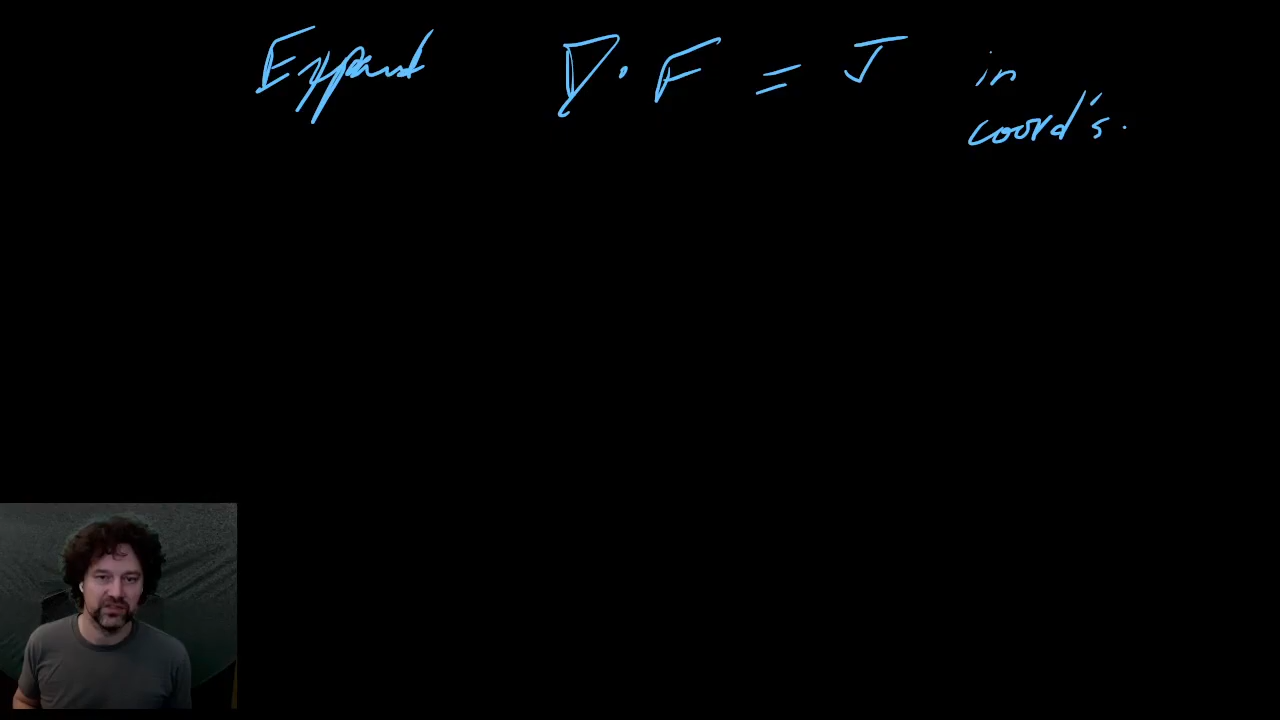 Expand ∇ · F = J in
coord's.